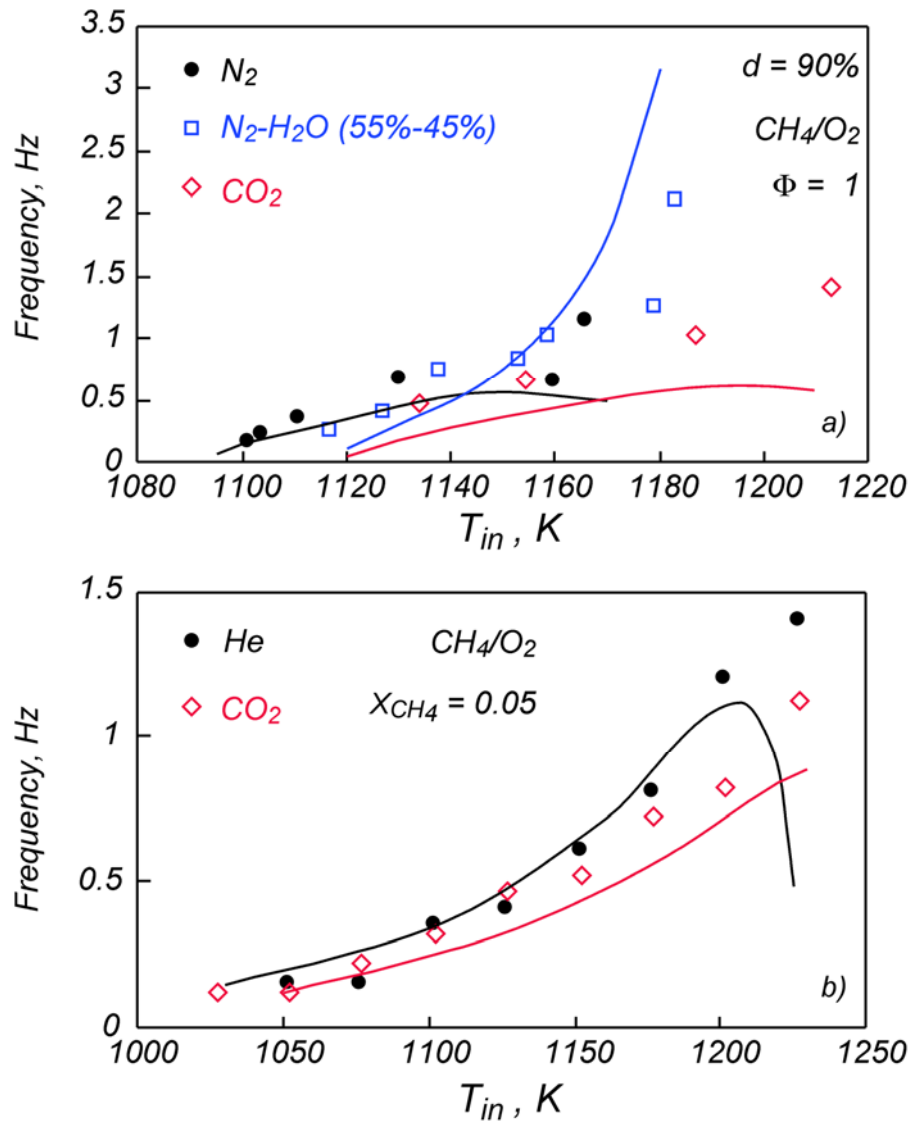 3.5
N2
d = 90%
3
N2-H2O (55%-45%)
CH4/O2
2.5
CO2
Φ = 1
2
1.5
1
0.5
a)
0
1080 1100 1120 1140 1160 1180 1200 1220
Frequency, Hz
Tin , K
1.5
He
CH4/O2
CO2
XCH4 = 0.05
1
0.5
b)
0
1000 1050 1100 1150 1200 1250
Frequency, Hz
Tin , K